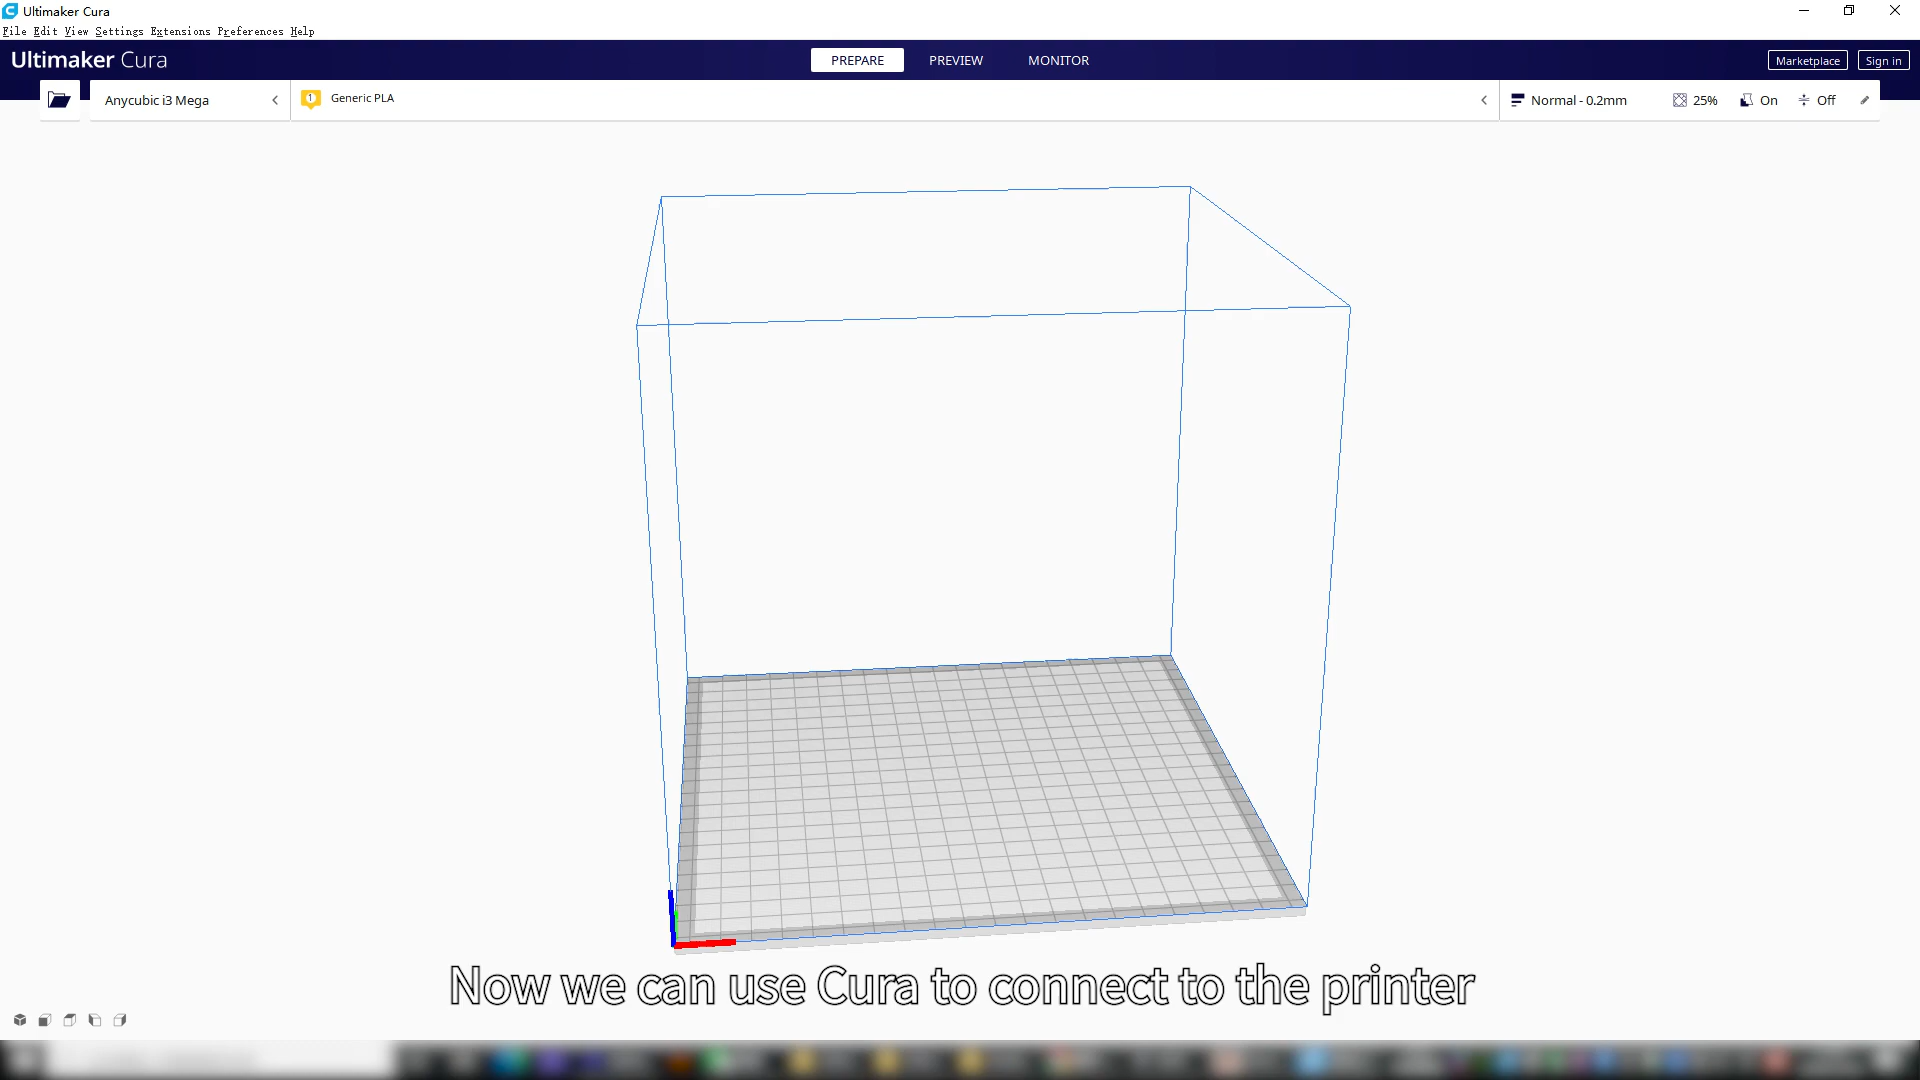 Ultimaker Cura
File Edit View Settings Extensions Preferences Help
Ultimaker Cura
PREPARE
PREVIEW
MONITOR
Marketplace
Sign in
Anycubic i3 Mega
1
Generic PLA
Normal - 0.2mm
25%
On
Off
Now we can use Cura to connect to the printer